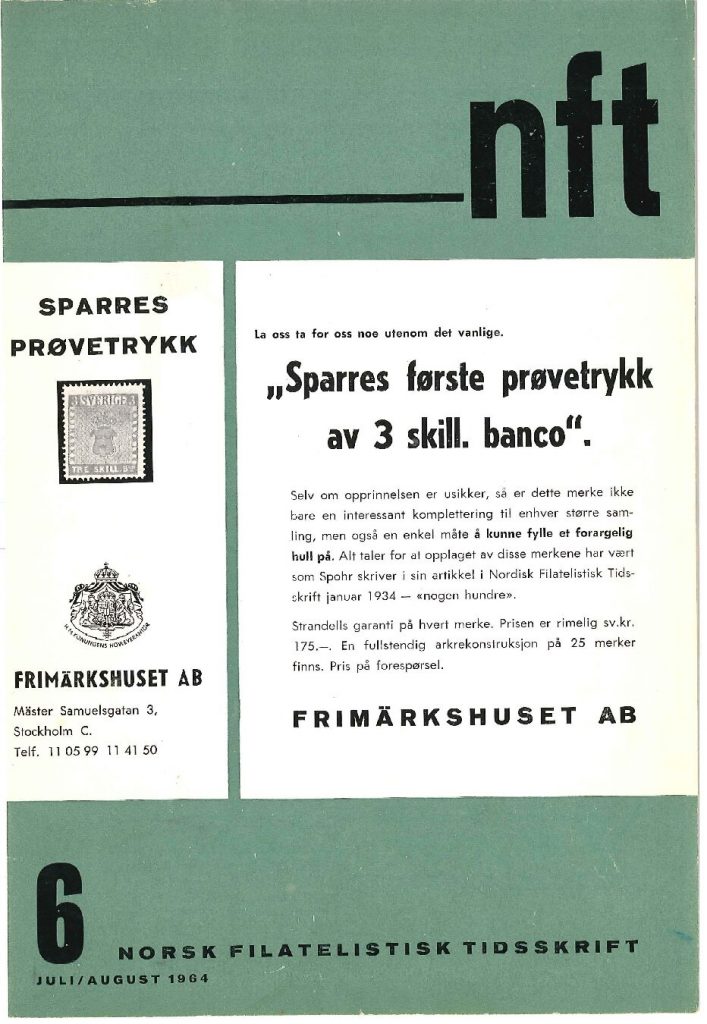 nft
SPARRES
PRØVETRYKK
3 SVERIGE 3
TRE SKILL. Bco
H.M. KONUNGENS HOVLEVERANTÖR
FRIMÄRKSHUSET AB
Mäster Samuelsgatan 3,
Stockholm C.
Telf. 11 05 99 11 41 50
La oss ta for oss noe utenom det vanlige.
„Sparres første prøvetrykk
av 3 skill. banco“.
Selv om opprinnelsen er usikker, så er dette merke ikke
bare en interessant komplettering til enhver større sam-
ling, men også en enkel måte å kunne fylle et forargelig
hull på. Alt taler for at opplaget av disse merkene har vært
som Spohr skriver i sin artikkel i Nordisk Filatelistisk Tids-
skrift januar 1934 — «nogen hundre».
Strandells garanti på hvert merke. Prisen er rimelig sv.kr.
175.—. En fullstendig arkrekonstruksjon på 25 merker
finns. Pris på forespørsel.
FRIMÄRKSHUSET AB
6
NORSK FILATELISTISK TIDSSKRIFT
JULI/AUGUST 1964